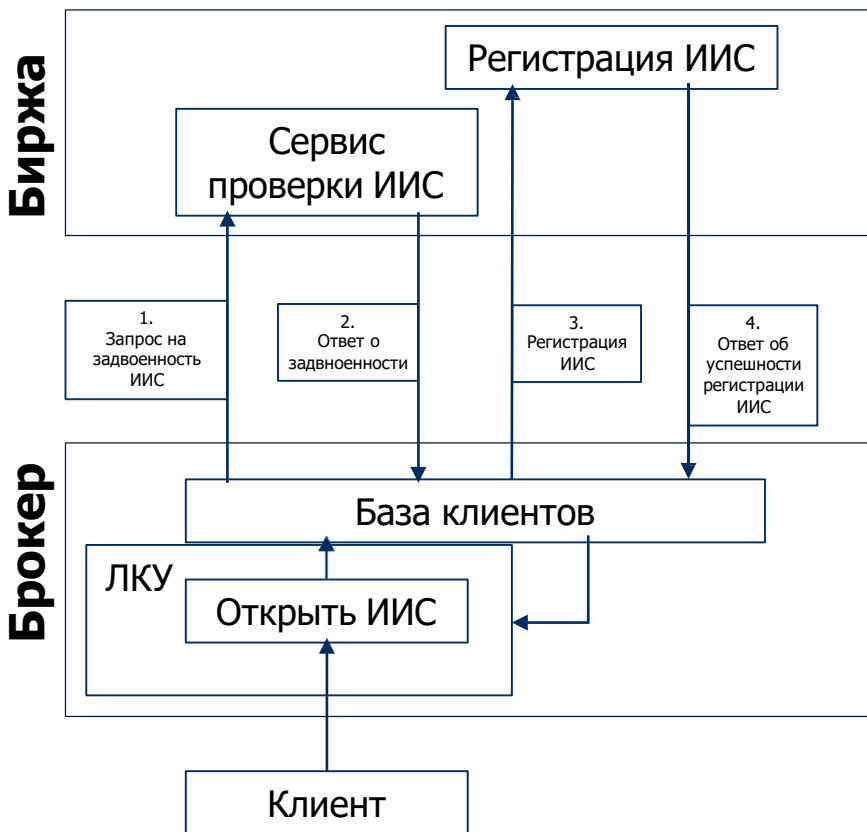 Биржа
Регистрация ИИС
Сервис
проверки ИИС
1.
Запрос на
задвоенность
ИИС
2.
Ответ о
задвноенности
3.
Регистрация
ИИС
4.
Ответ об
успешности
регистрации
ИИС
Брокер
База клиентов
ЛКУ
Открыть ИИС
Клиент